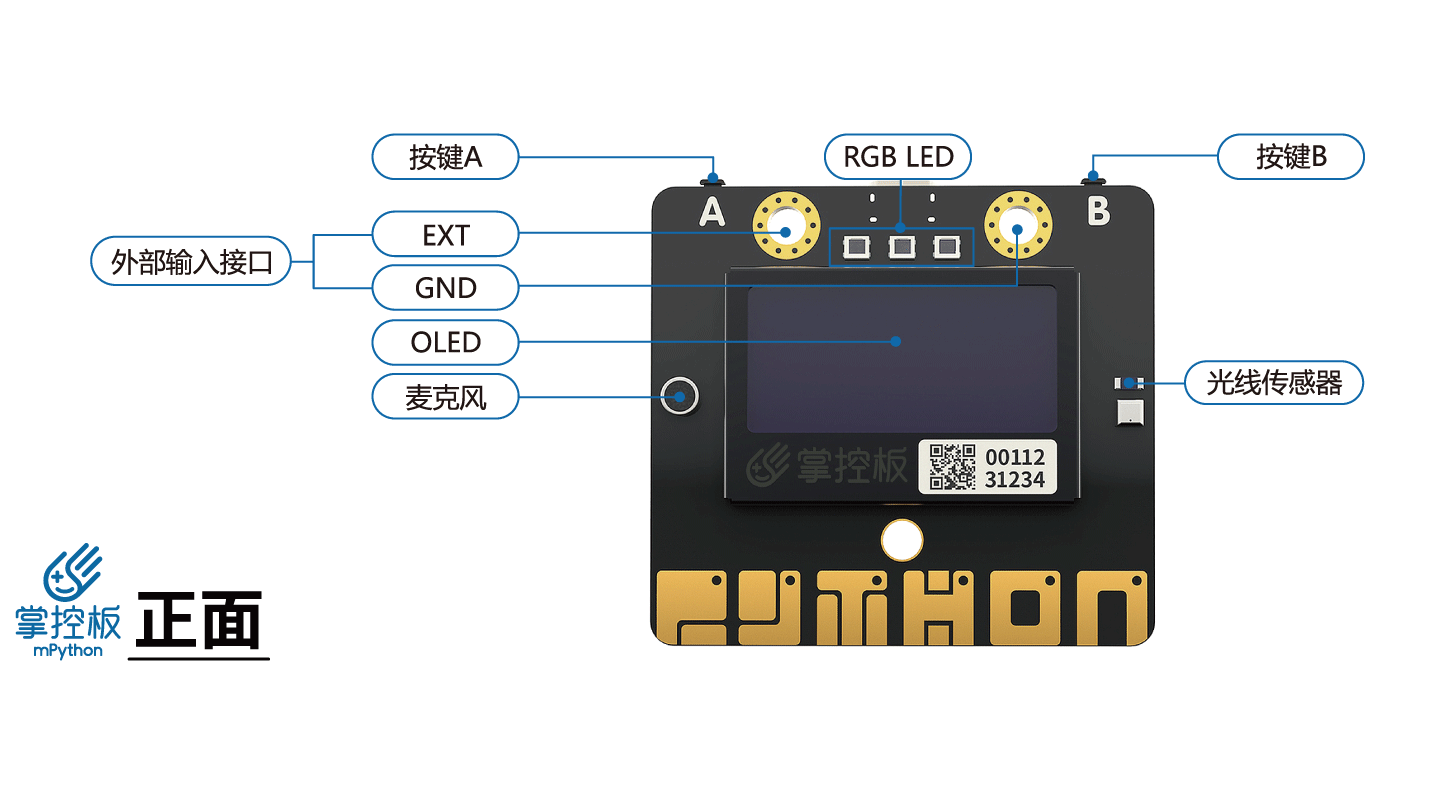 按键A
RGB LED
按键B
A
B
EXT
外部输入接口
GND
OLED
光线传感器
麦克风
掌控板
00112
31234
PYTHON
掌控板
mPython
正面